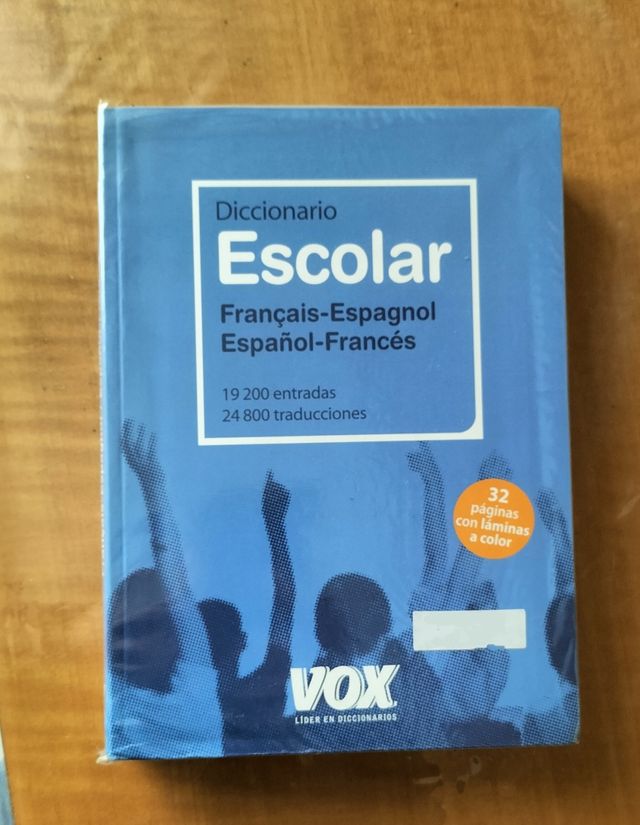 Diccionario
Escolar
Français-Espagnol
Español-Francés
19 200 entradas
24 800 traducciones
32
páginas
con láminas
a color
VOX
LÍDER EN DICCIONARIOS